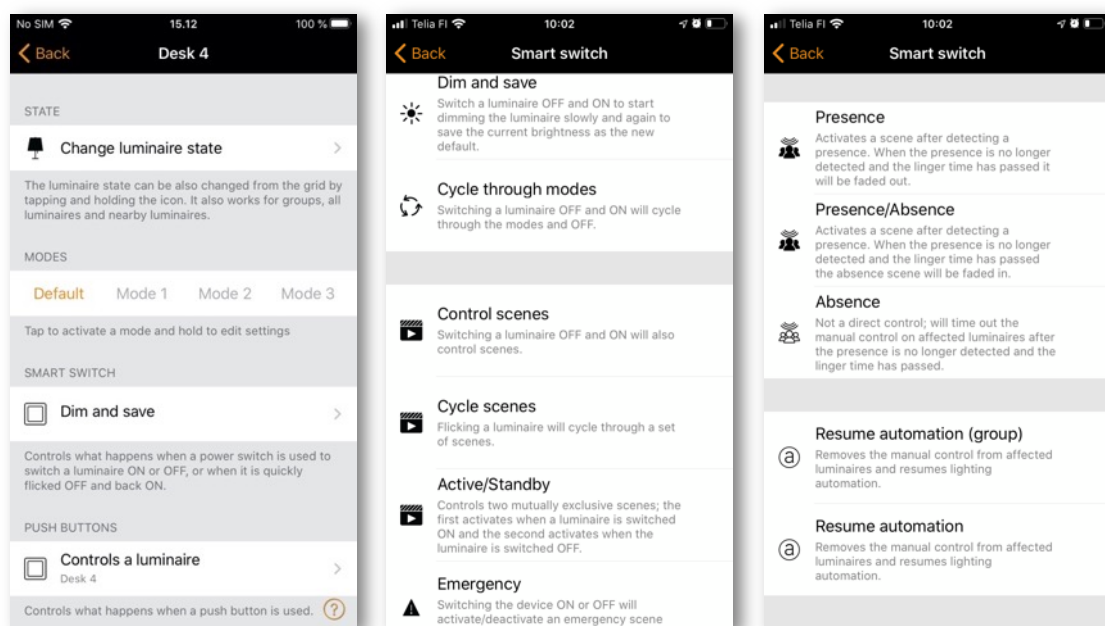 No SIM 15.12 100 %
Back Desk 4
STATE
Change luminaire state
The luminaire state can be also changed from the grid by
tapping and holding the icon. It also works for groups, all
luminaires and nearby luminaires.
MODES
Default Mode 1 Mode 2 Mode 3
Tap to activate a mode and hold to edit settings
SMART SWITCH
Dim and save
Controls what happens when a power switch is used to
switch a luminaire ON or OFF, or when it is quickly
flicked OFF and back ON.
PUSH BUTTONS
Controls a luminaire
Desk 4
Controls what happens when a push button is used. ?
Telia FI 10:02
Back Smart switch
Dim and save
Switch a luminaire OFF and ON to start
dimming the luminaire slowly and again to
save the current brightness as the new
default.
Cycle through modes
Switching a luminaire OFF and ON will cycle
through the modes and OFF.
Control scenes
Switching a luminaire OFF and ON will also
control scenes.
Cycle scenes
Flicking a luminaire will cycle through a set
of scenes.
Active/Standby
Controls two mutually exclusive scenes; the
first activates when a luminaire is switched
ON and the second activates when the
luminaire is switched OFF.
Emergency
Switching the device ON or OFF will
activate/deactivate an emergency scene
Telia FI 10:02
Back Smart switch
Presence
Activates a scene after detecting a
presence. When the presence is no longer
detected and the linger time has passed it
will be faded out.
Presence/Absence
Activates a scene after detecting a
presence. When the presence is no longer
detected and the linger time has passed
the absence scene will be faded in.
Absence
Not a direct control; will time out the
manual control on affected luminaires after
the presence is no longer detected and the
linger time has passed.
Resume automation (group)
a
Removes the manual control from affected
luminaires and resumes lighting
automation.
Resume automation
a
Removes the manual control from affected
luminaires and resumes lighting
automation.